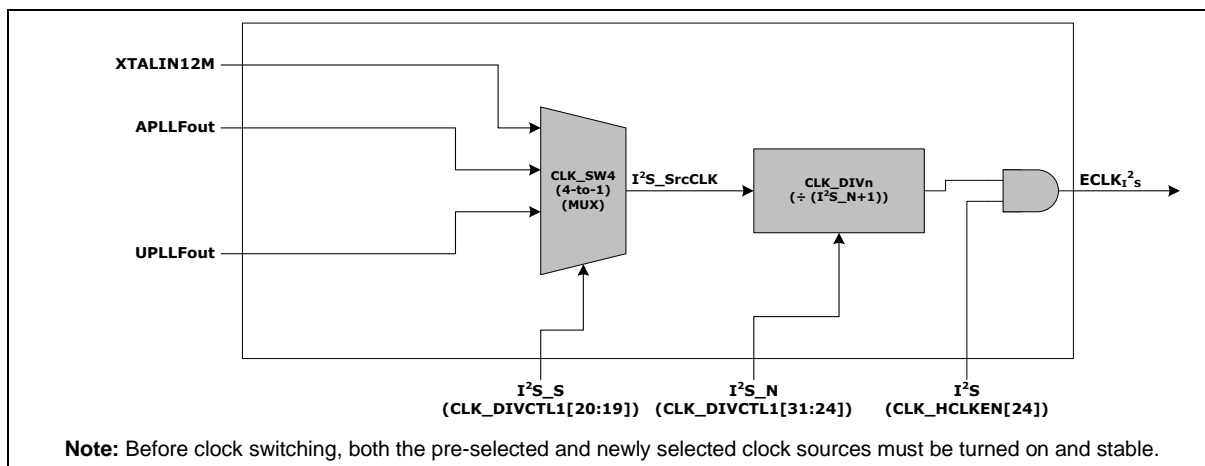 XTALIN12M
APLLFout
UPLLFout
CLK_SW4
(4-to-1)
(MUX)
I²S_SrcCLK
CLK_DIVn
(÷ (I²S_N+1))
ECLK_I²S
I²S_S
(CLK_DIVCTL1[20:19])
I²S_N
(CLK_DIVCTL1[31:24])
I²S
(CLK_HCLKEN[24])
Note: Before clock switching, both the pre-selected and newly selected clock sources must be turned on and stable.